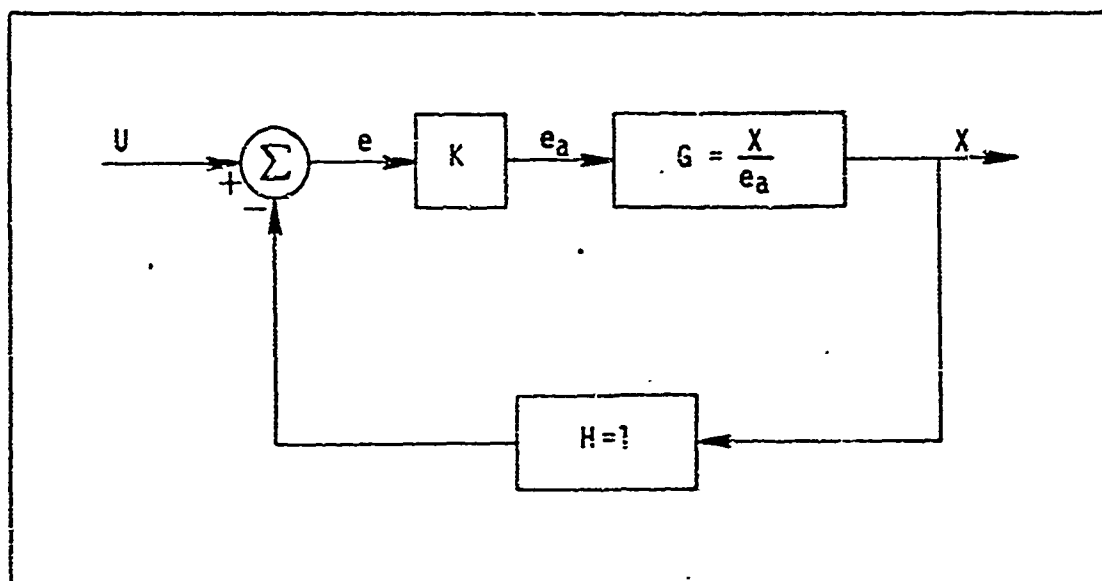 U
+
−
Σ
e
K
e_a
G = X/e_a
X
H=1